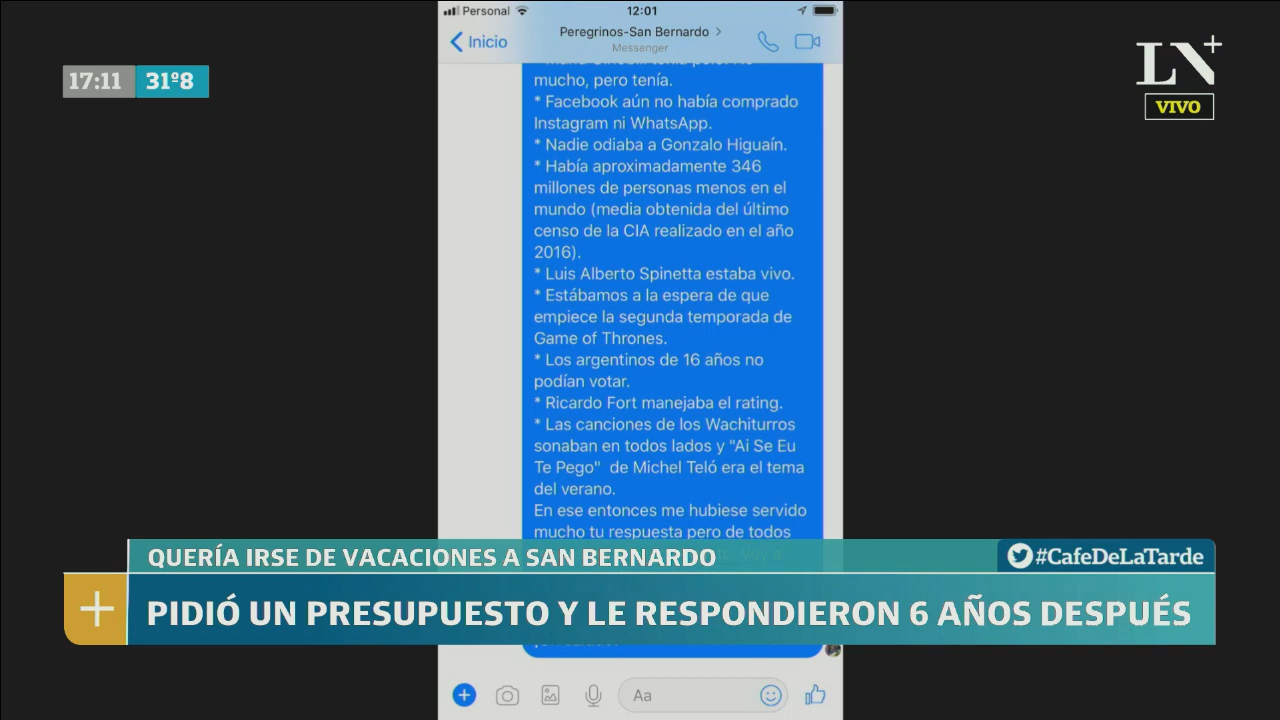 Personal
12:01
Inicio
Peregrinos-San Bernardo
Messenger
17:11 31º8
LN+
VIVO
mucho, pero tenía.
* Facebook aún no había comprado
Instagram ni WhatsApp.
* Nadie odiaba a Gonzalo Higuaín.
* Había aproximadamente 346
millones de personas menos en el
mundo (media obtenida del último
censo de la CIA realizado en el año
2016).
* Luis Alberto Spinetta estaba vivo.
* Estábamos a la espera de que
empiece la segunda temporada de
Game of Thrones.
* Los argentinos de 16 años no
podían votar.
* Ricardo Fort manejaba el rating.
* Las canciones de los Wachiturros
sonaban en todos lados y "Ai Se Eu
Te Pego" de Michel Teló era el tema
del verano.
En ese entonces me hubiese servido
mucho tu respuesta pero de todos
QUERÍA IRSE DE VACACIONES A SAN BERNARDO
#CafeDeLaTarde
PIDIÓ UN PRESUPUESTO Y LE RESPONDIERON 6 AÑOS DESPUÉS
Aa